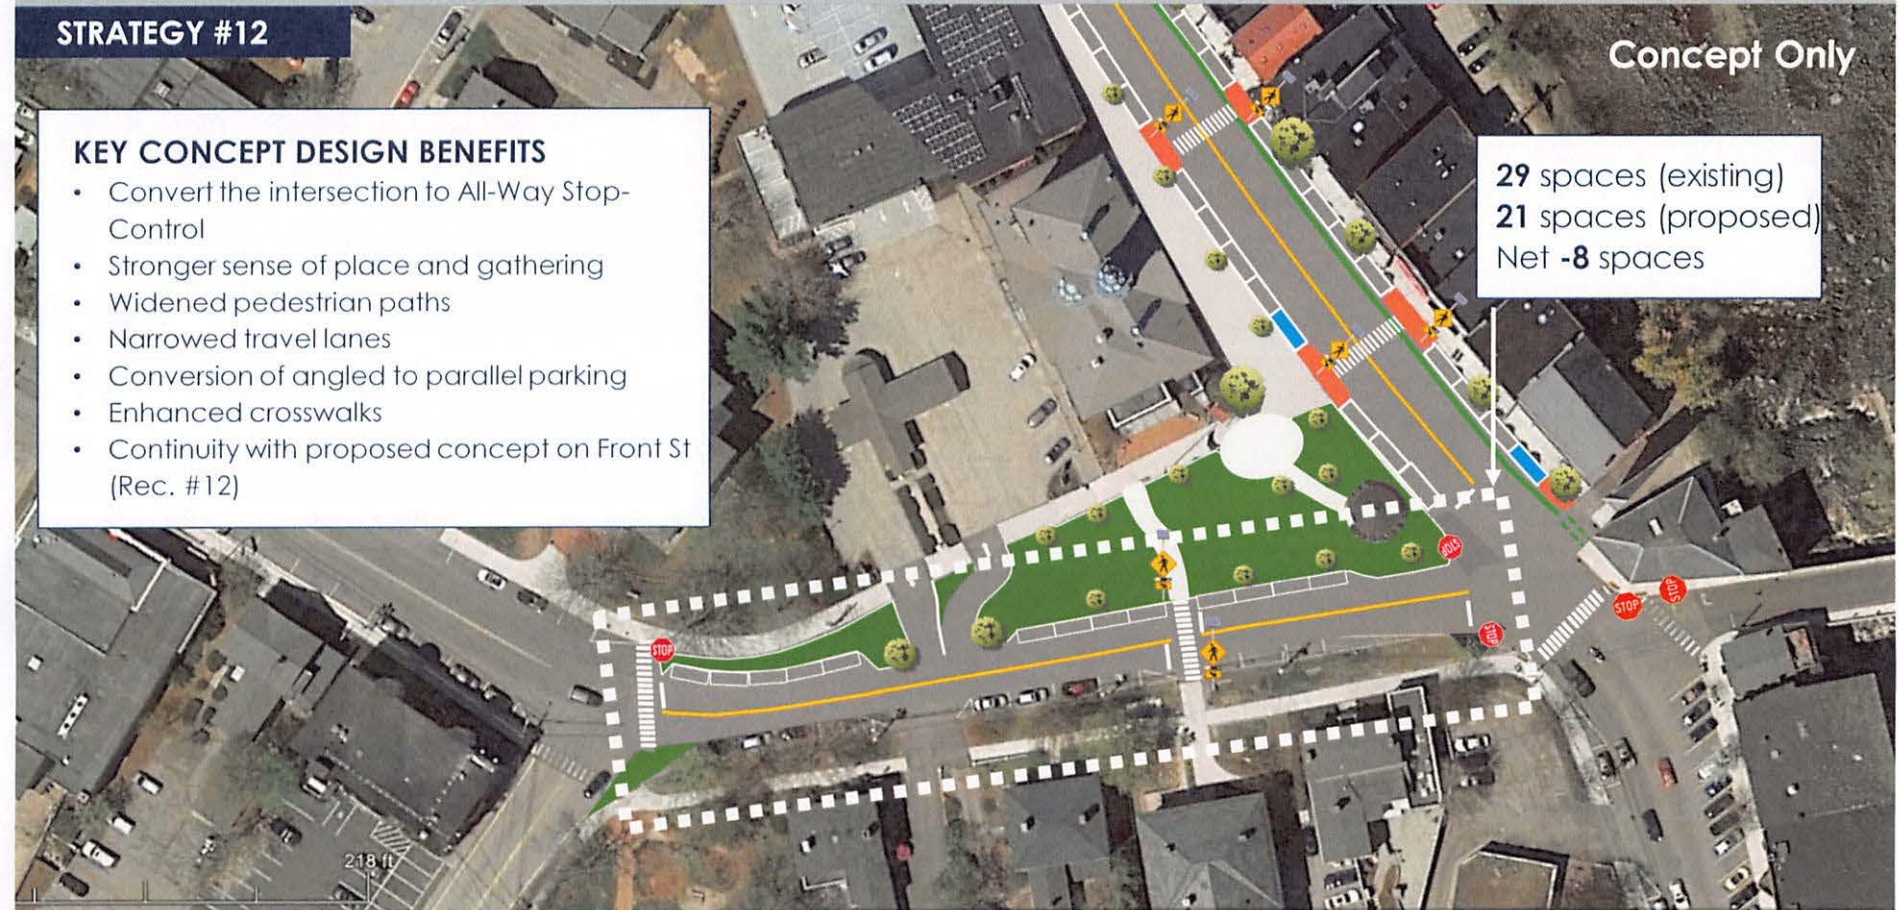 STRATEGY #12
Concept Only
KEY CONCEPT DESIGN BENEFITS
• Convert the intersection to All-Way Stop-
Control
• Stronger sense of place and gathering
• Widened pedestrian paths
• Narrowed travel lanes
• Conversion of angled to parallel parking
• Enhanced crosswalks
• Continuity with proposed concept on Front St
(Rec. #12)
29 spaces (existing)
21 spaces (proposed)
Net -8 spaces
STOP
STOP
STOP
STOP
STOP
218 ft